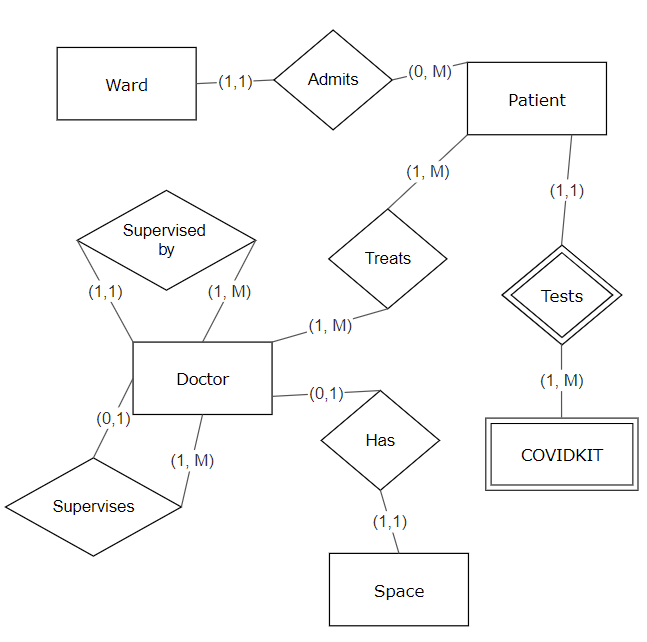 Ward
(1,1)
Admits
(0, M)
Patient
(1, M)
(1,1)
Supervised
by
Treats
(1,1)
(1, M)
Tests
(1, M)
Doctor
(1, M)
(0,1)
(0,1)
Has
COVIDKIT
(1, M)
Supervises
(1,1)
Space